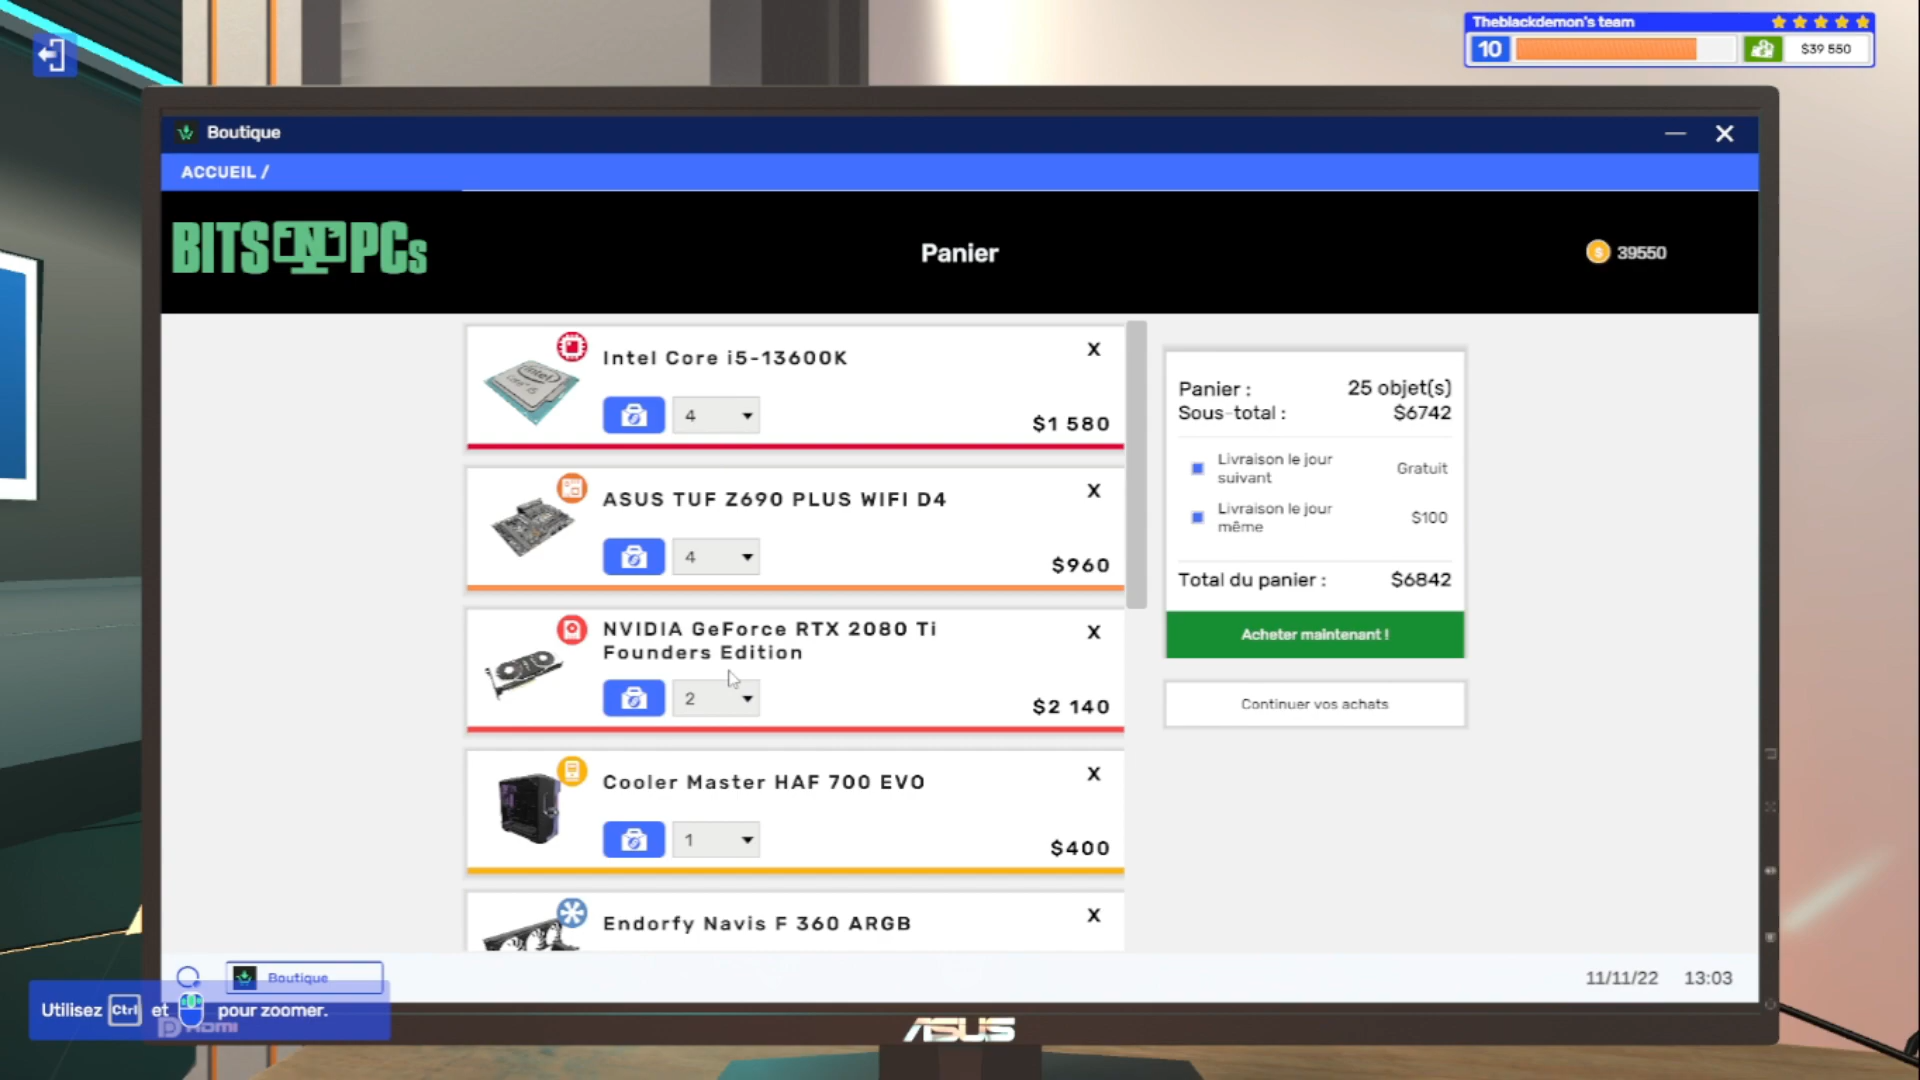 Theblackdemon's team
10
$39 550
Boutique
ACCUEIL /
BITS N PCs
Panier
39550
Intel Core i5-13600K
X
4
$1 580
ASUS TUF Z690 PLUS WIFI D4
X
4
$960
NVIDIA GeForce RTX 2080 Ti
Founders Edition
X
2
$2 140
Cooler Master HAF 700 EVO
X
1
$400
Endorfy Navis F 360 ARGB
X
Panier :
25 objet(s)
Sous-total :
$6742
Livraison le jour
suivant
Gratuit
Livraison le jour
même
$100
Total du panier :
$6842
Acheter maintenant !
Continuer vos achats
Boutique
11/11/22
13:03
Utilisez Ctrl et pour zoomer.
HDMI
ASUS